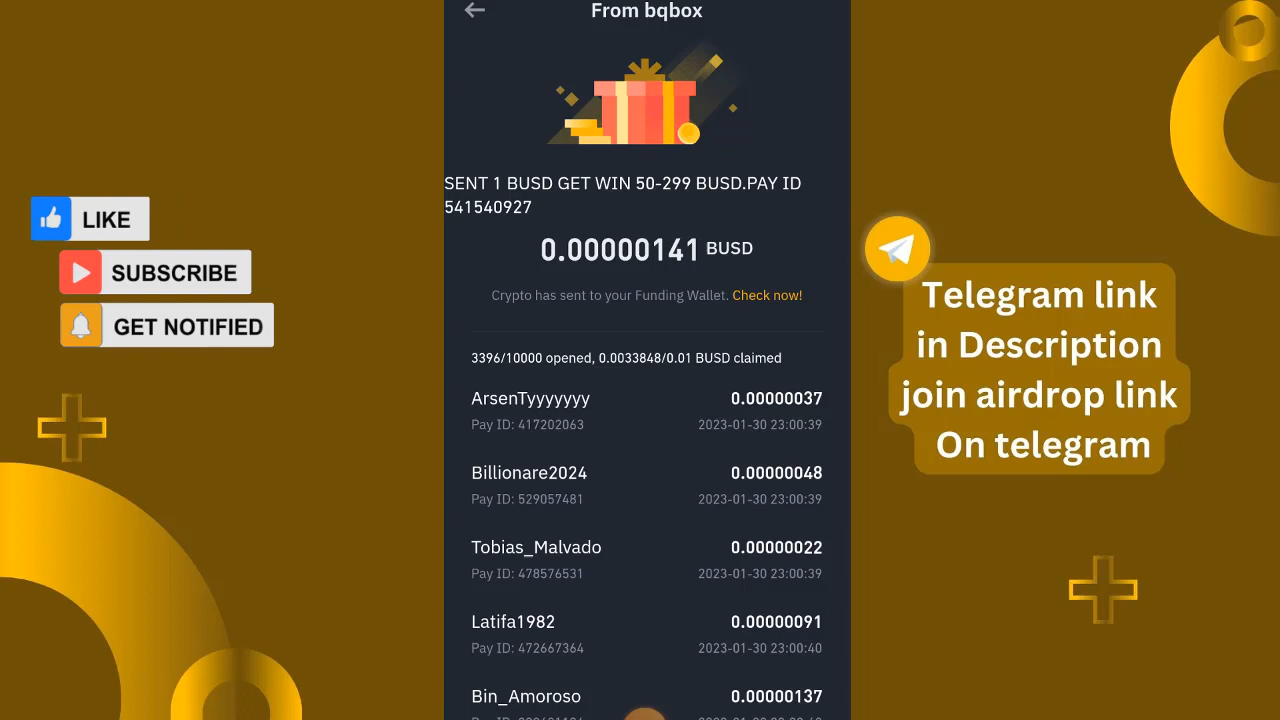 From bqbox
SENT 1 BUSD GET WIN 50-299 BUSD.PAY ID
541540927
0.00000141 BUSD
Crypto has sent to your Funding Wallet. Check now!
3396/10000 opened, 0.0033848/0.01 BUSD claimed
ArsenTyyyyyyy 0.00000037
Pay ID: 417202063 2023-01-30 23:00:39
Billionare2024 0.00000048
Pay ID: 529057481 2023-01-30 23:00:39
Tobias_Malvado 0.00000022
Pay ID: 478576531 2023-01-30 23:00:39
Latifa1982 0.00000091
Pay ID: 472667364 2023-01-30 23:00:40
Bin_Amoroso 0.00000137
LIKE
SUBSCRIBE
GET NOTIFIED
Telegram link
in Description
join airdrop link
On telegram